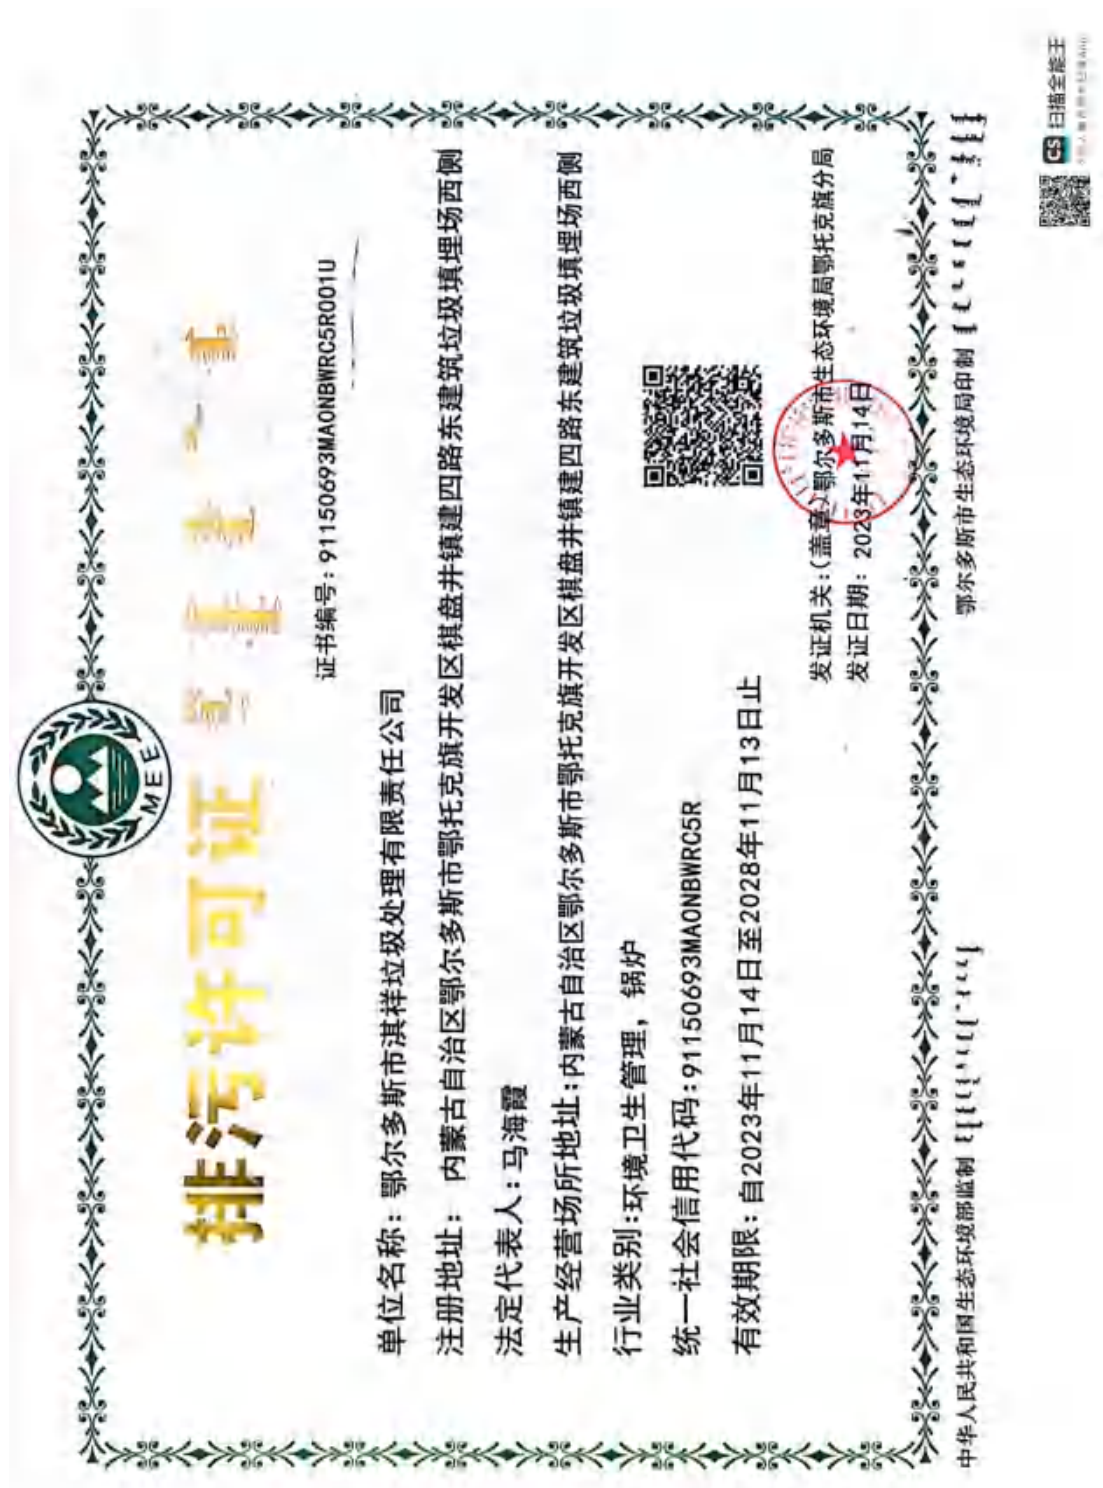 MEE
排污许可证
证书编号：91150693MA0NBWRC5R001U
单位名称：鄂尔多斯市淇祥垃圾处理有限责任公司
注册地址： 内蒙古自治区鄂尔多斯市鄂托克旗开发区棋盘井镇建四路东建筑垃圾填埋场西侧
法定代表人：马海霞
生产经营场所地址：内蒙古自治区鄂尔多斯市鄂托克旗开发区棋盘井镇建四路东建筑垃圾填埋场西侧
行业类别：环境卫生管理，锅炉
统一社会信用代码：91150693MA0NBWRC5R
有效期限：自2023年11月14日至2028年11月13日止
发证机关：（盖章）鄂尔多斯市生态环境局鄂托克旗分局
发证日期：2023年11月14日
中华人民共和国生态环境部监制
鄂尔多斯市生态环境局印制
CS 扫描全能王